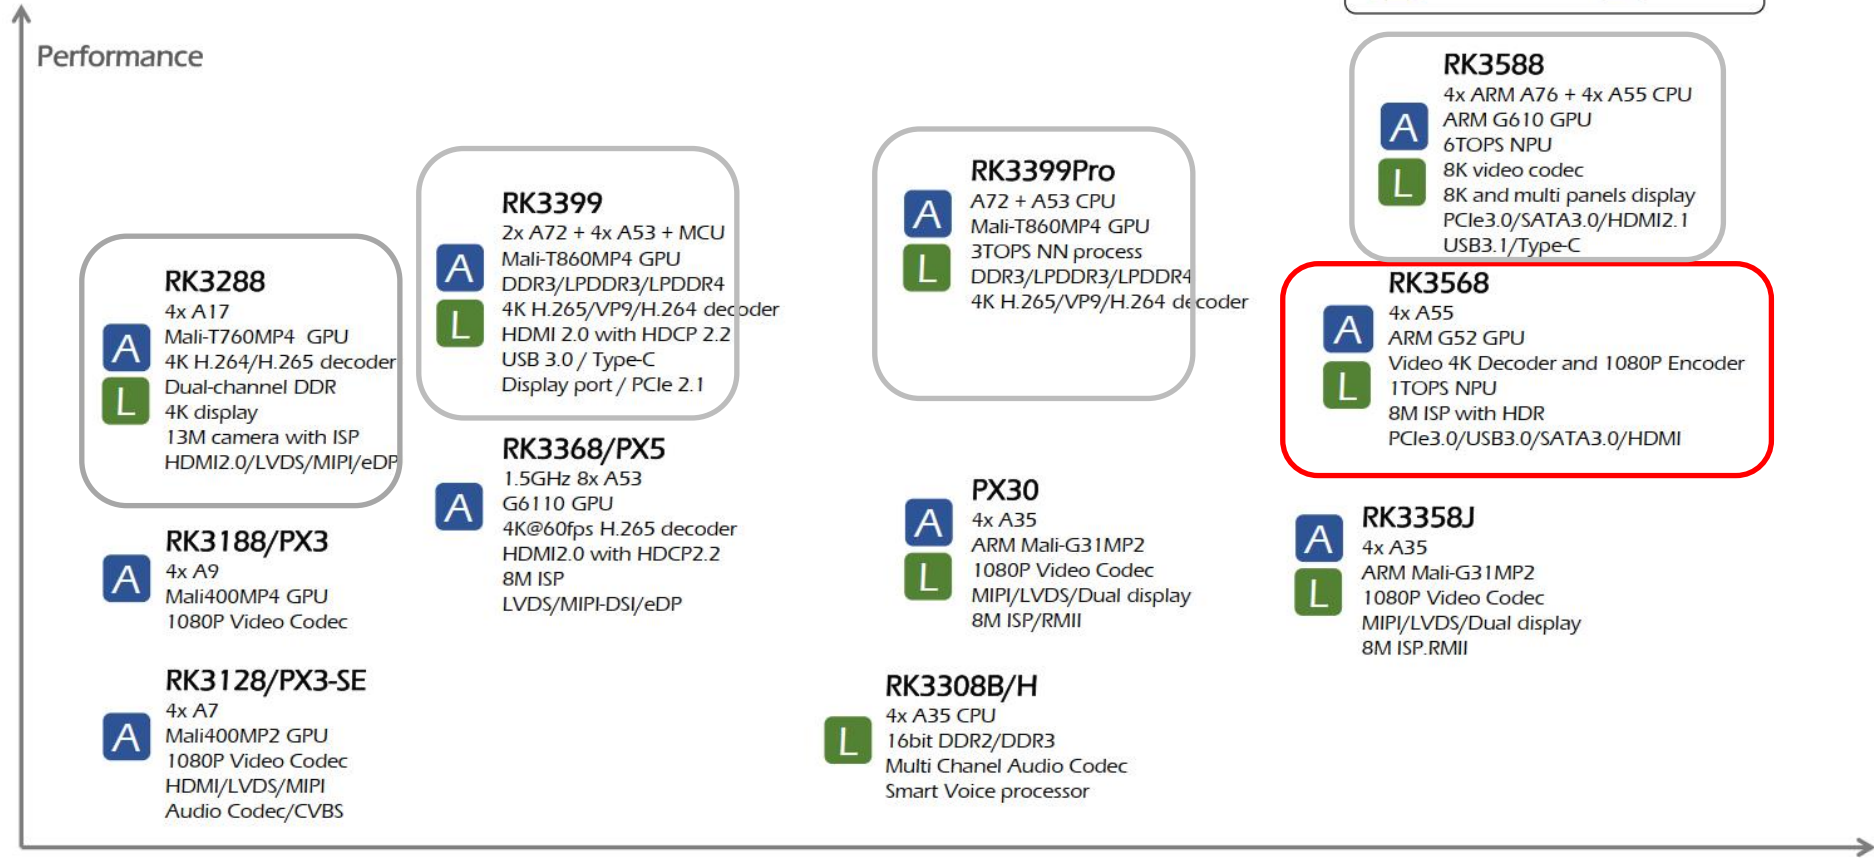 Performance
RK3288
4x A17
Mali-T760MP4 GPU
4K H.264/H.265 decoder
Dual-channel DDR
4K display
13M camera with ISP
HDMI2.0/LVDS/MIPI/eDP
A
L
RK3188/PX3
4x A9
Mali400MP4 GPU
1080P Video Codec
A
RK3128/PX3-SE
4x A7
Mali400MP2 GPU
1080P Video Codec
HDMI/LVDS/MIPI
Audio Codec/CVBS
A
RK3399
2x A72 + 4x A53 + MCU
Mali-T860MP4 GPU
DDR3/LPDDR3/LPDDR4
4K H.265/VP9/H.264 decoder
HDMI 2.0 with HDCP 2.2
USB 3.0 / Type-C
Display port / PCIe 2.1
A
L
RK3368/PX5
1.5GHz 8x A53
G6110 GPU
4K@60fps H.265 decoder
HDMI2.0 with HDCP2.2
8M ISP
LVDS/MIPI-DSI/eDP
A
RK3399Pro
A72 + A53 CPU
Mali-T860MP4 GPU
3TOPS NN process
DDR3/LPDDR3/LPDDR4
4K H.265/VP9/H.264 decoder
A
L
PX30
4x A35
ARM Mali-G31MP2
1080P Video Codec
MIPI/LVDS/Dual display
8M ISP/RMII
A
L
RK3308B/H
4x A35 CPU
16bit DDR2/DDR3
Multi Chanel Audio Codec
Smart Voice processor
L
RK3588
4x ARM A76 + 4x A55 CPU
ARM G610 GPU
6TOPS NPU
8K video codec
8K and multi panels display
PCIe3.0/SATA3.0/HDMI2.1
USB3.1/Type-C
A
L
RK3568
4x A55
ARM G52 GPU
Video 4K Decoder and 1080P Encoder
1TOPS NPU
8M ISP with HDR
PCIe3.0/USB3.0/SATA3.0/HDMI
A
L
RK3358J
4x A35
ARM Mali-G31MP2
1080P Video Codec
MIPI/LVDS/Dual display
8M ISP.RMII
A
L